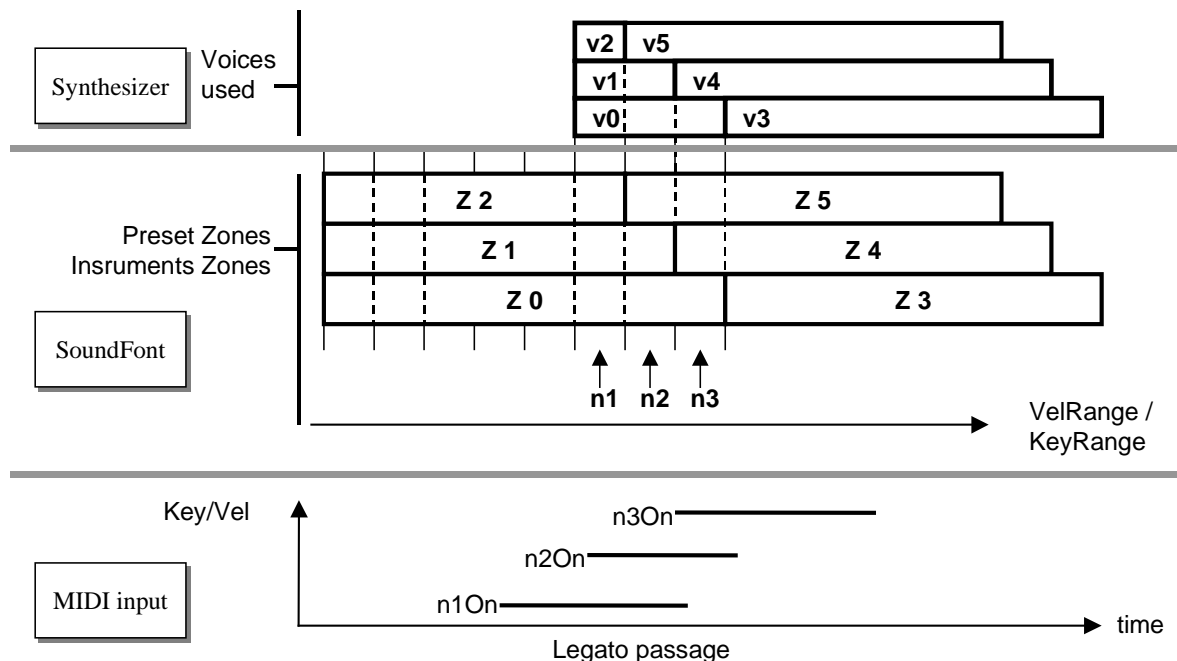 Synthesizer
Voices
used
v2 v5
v1 v4
v0 v3
Z 2 Z 5
Preset Zones
Insruments Zones
Z 1 Z 4
Z 0 Z 3
SoundFont
n1 n2 n3
VelRange /
KeyRange
Key/Vel
n3On
n2On
MIDI input
n1On
time
Legato passage